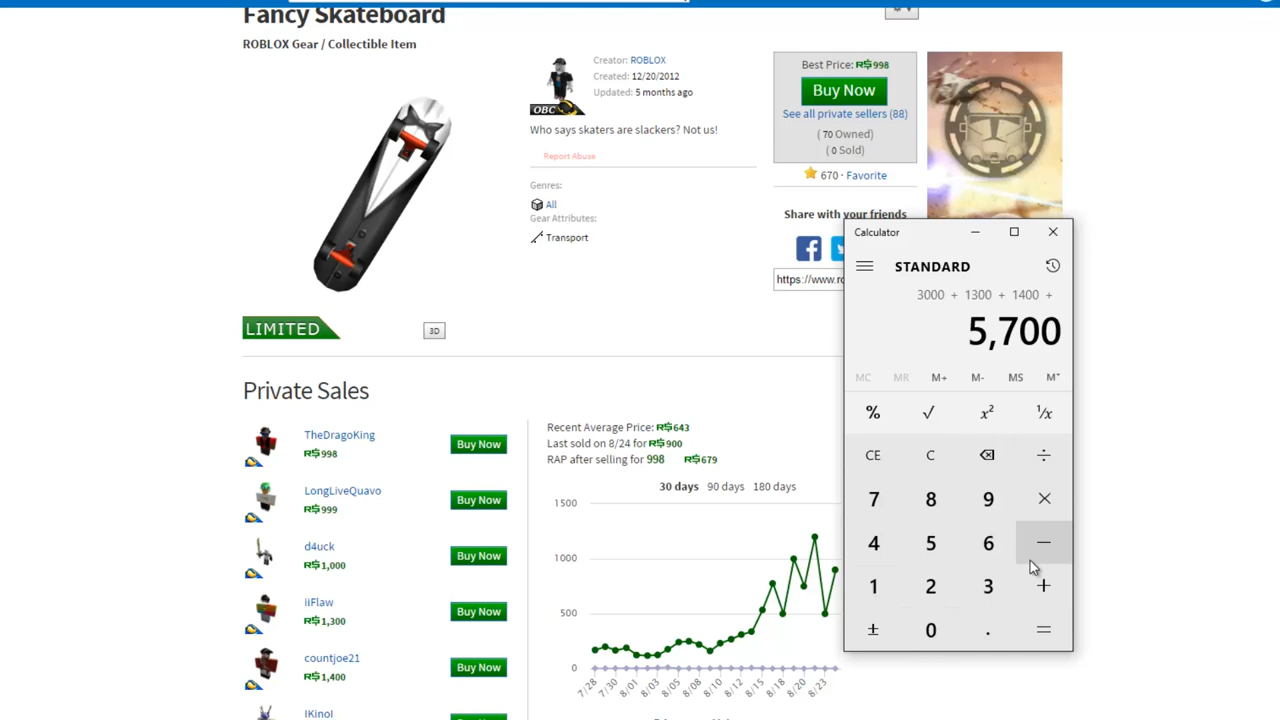 Fancy Skateboard
ROBLOX Gear / Collectible Item
Creator: ROBLOX
Created: 12/20/2012
Updated: 5 months ago
OBC
Who says skaters are slackers? Not us!
Report Abuse
Genres:
All
Gear Attributes:
Transport
Best Price: R$998
Buy Now
See all private sellers (88)
( 70 Owned)
( 0 Sold)
670 · Favorite
Share with your friends
https://www.ro
LIMITED
3D
Private Sales
TheDragoKing
R$998
Buy Now
LongLiveQuavo
R$999
Buy Now
d4uck
R$1,000
Buy Now
iiFlaw
R$1,300
Buy Now
countjoe21
R$1,400
Buy Now
Recent Average Price: R$643
Last sold on 8/24 for R$900
RAP after selling for 998 R$679
30 days 90 days 180 days
1500
1000
500
0
7/28 7/30 8/01 8/03 8/05 8/08 8/10 8/12 8/15 8/18 8/20 8/23
Calculator
STANDARD
3000 + 1300 + 1400 +
5,700
MC MR M+ M- MS M˅
% √ x² ¹/x
CE C ⌫ ÷
7 8 9 ×
4 5 6 −
1 2 3 +
± 0 . =